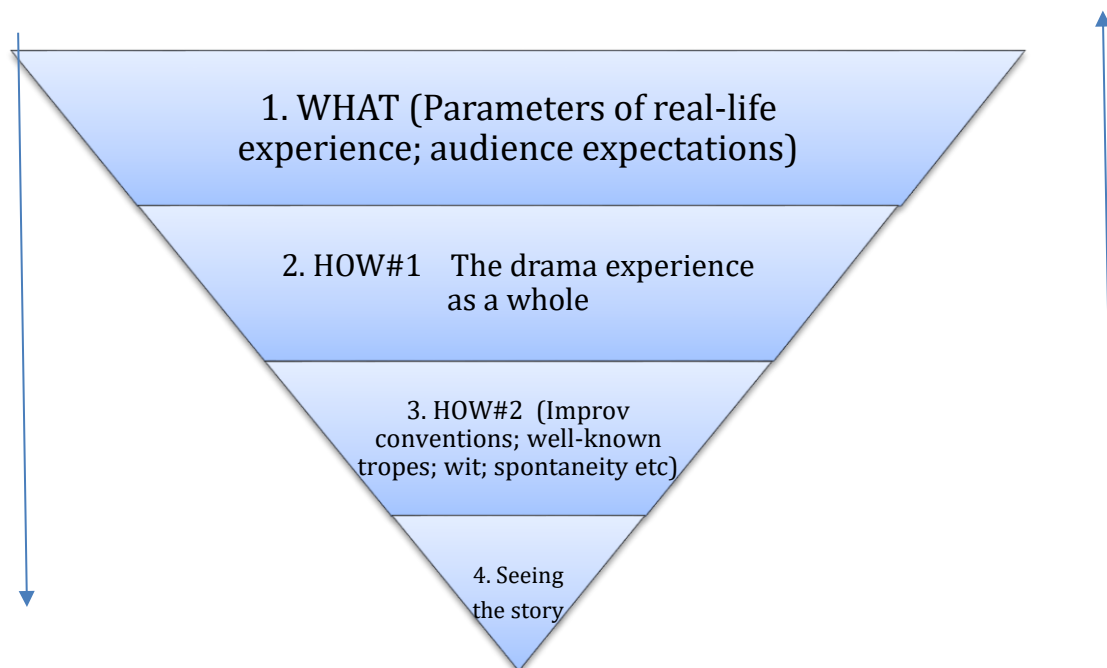 1. WHAT (Parameters of real-life
experience; audience expectations)
2. HOW#1 The drama experience
as a whole
3. HOW#2 (Improv
conventions; well-known
tropes; wit; spontaneity etc)
4. Seeing
the story